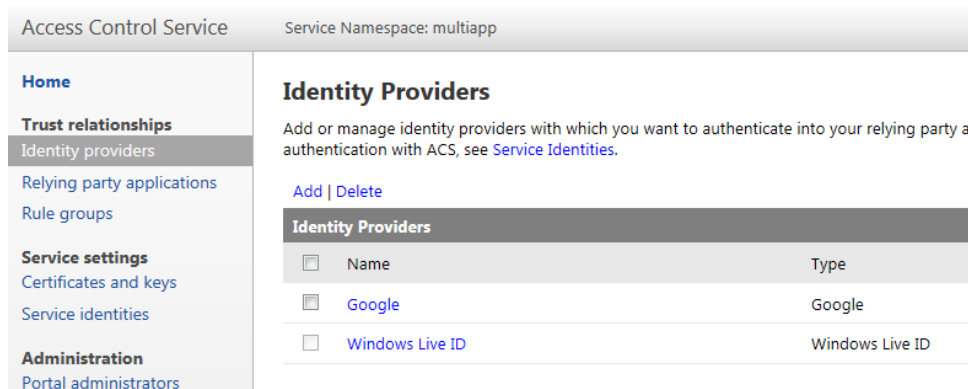 Access Control Service
Service Namespace: multiapp
Home
Trust relationships
Identity providers
Relying party applications
Rule groups
Service settings
Certificates and keys
Service identities
Administration
Portal administrators
Identity Providers
Add or manage identity providers with which you want to authenticate into your relying party a
authentication with ACS, see Service Identities.
Add | Delete
Identity Providers
Name Type
Google Google
Windows Live ID Windows Live ID